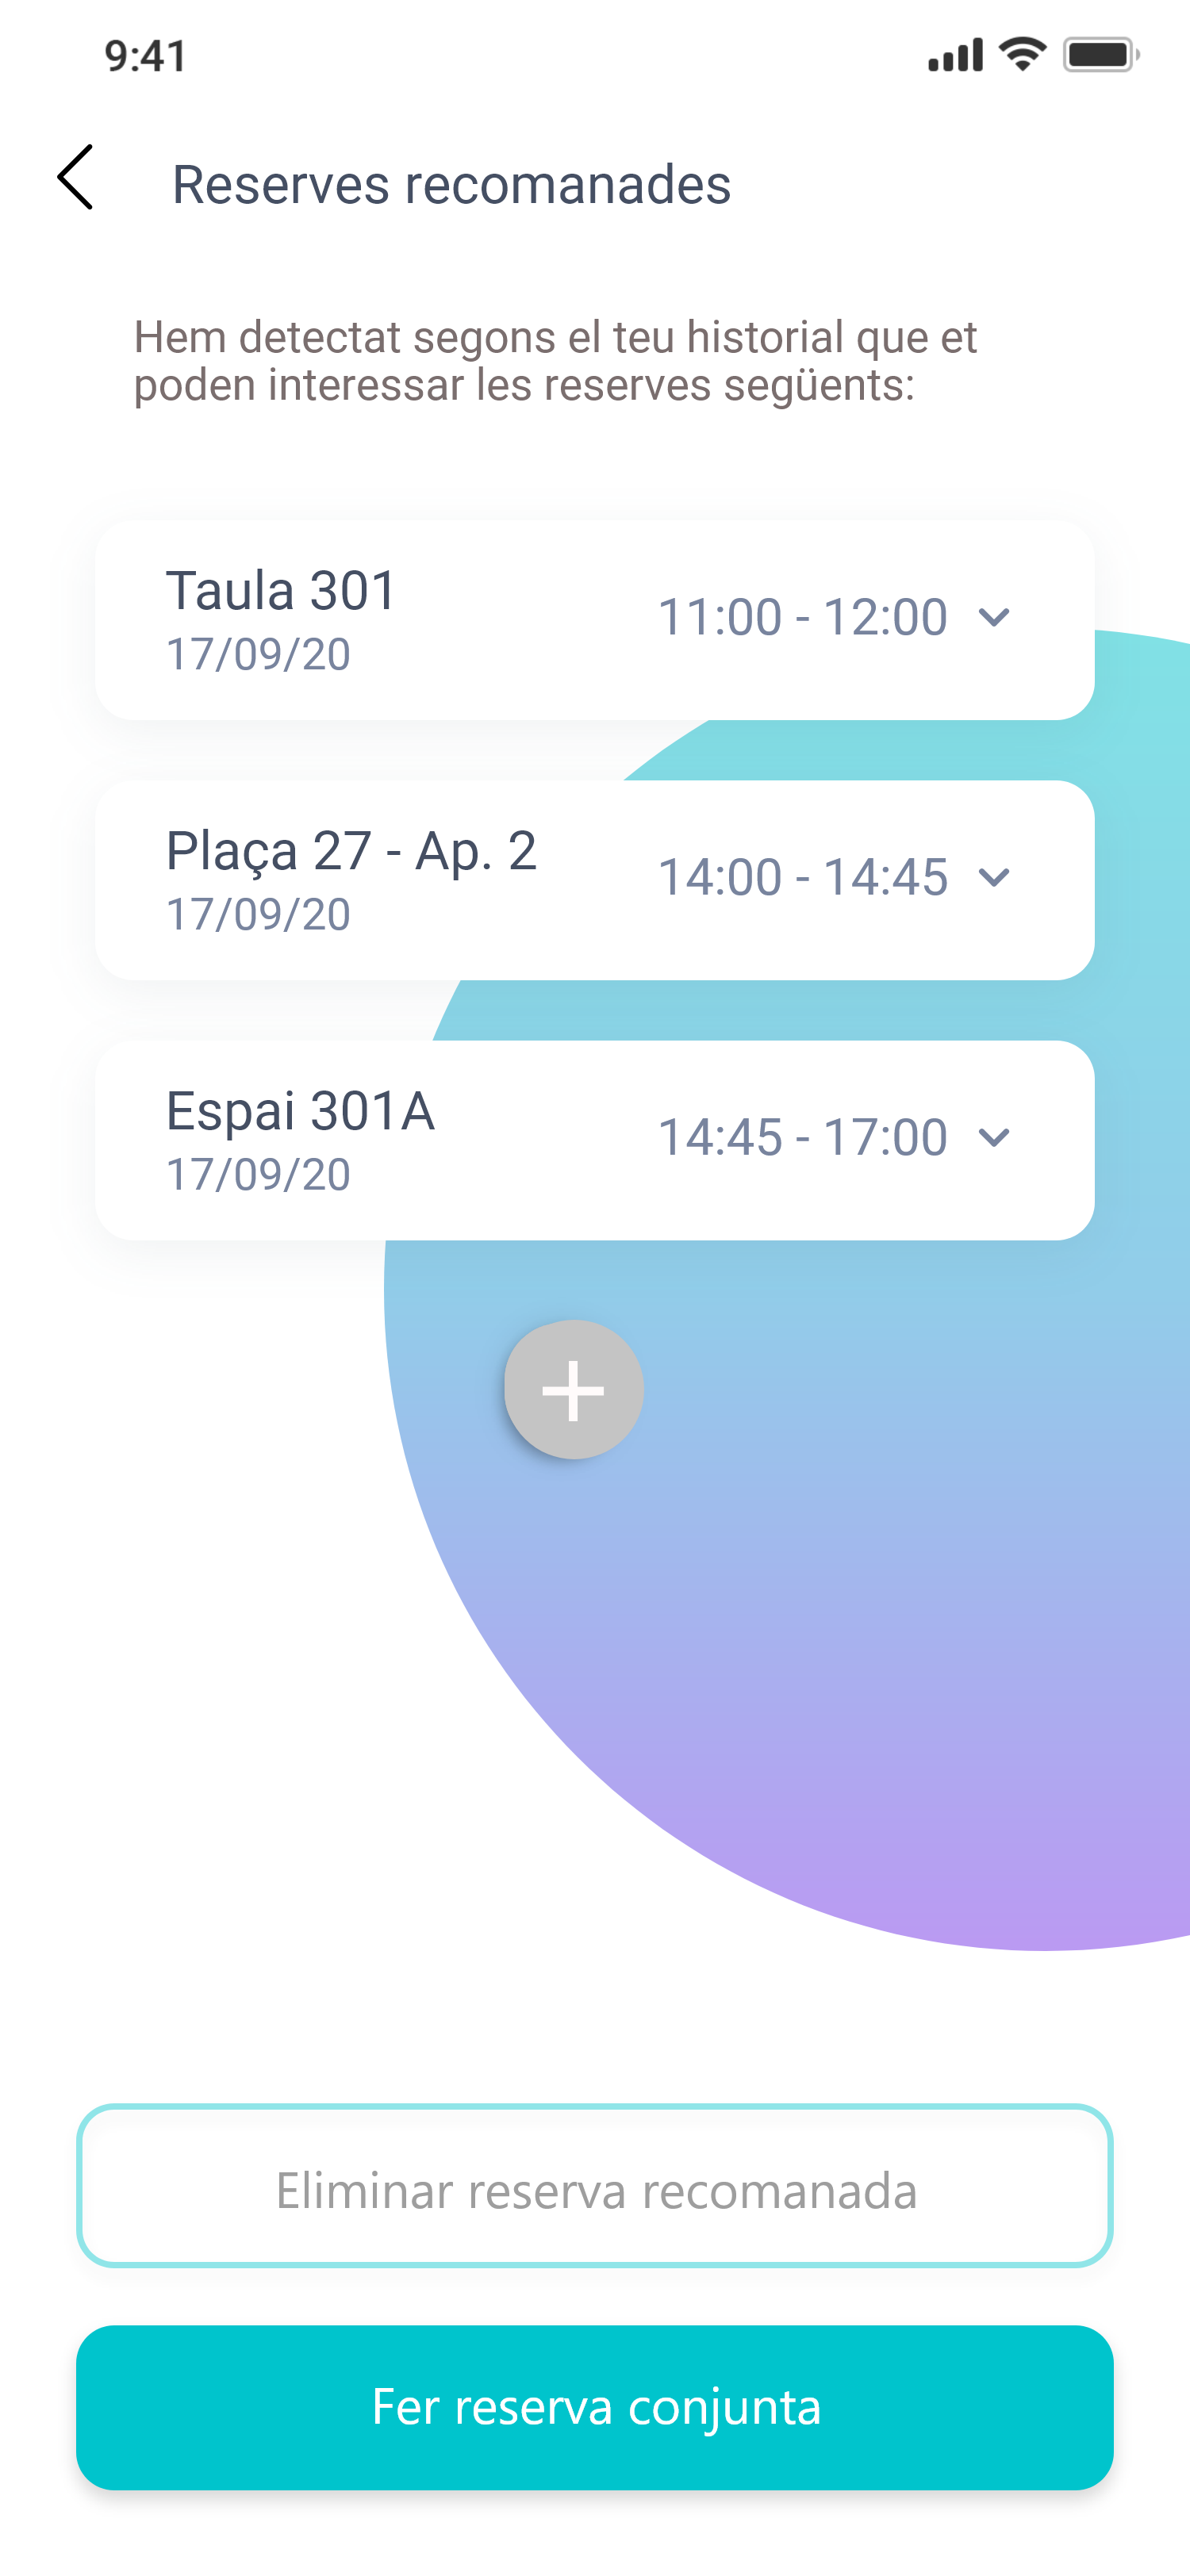 9:41
Reserves recomanades
Hem detectat segons el teu historial que et
poden interessar les reserves següents:
Taula 301
17/09/20
11:00 - 12:00
Plaça 27 - Ap. 2
17/09/20
14:00 - 14:45
Espai 301A
17/09/20
14:45 - 17:00
Eliminar reserva recomanada
Fer reserva conjunta